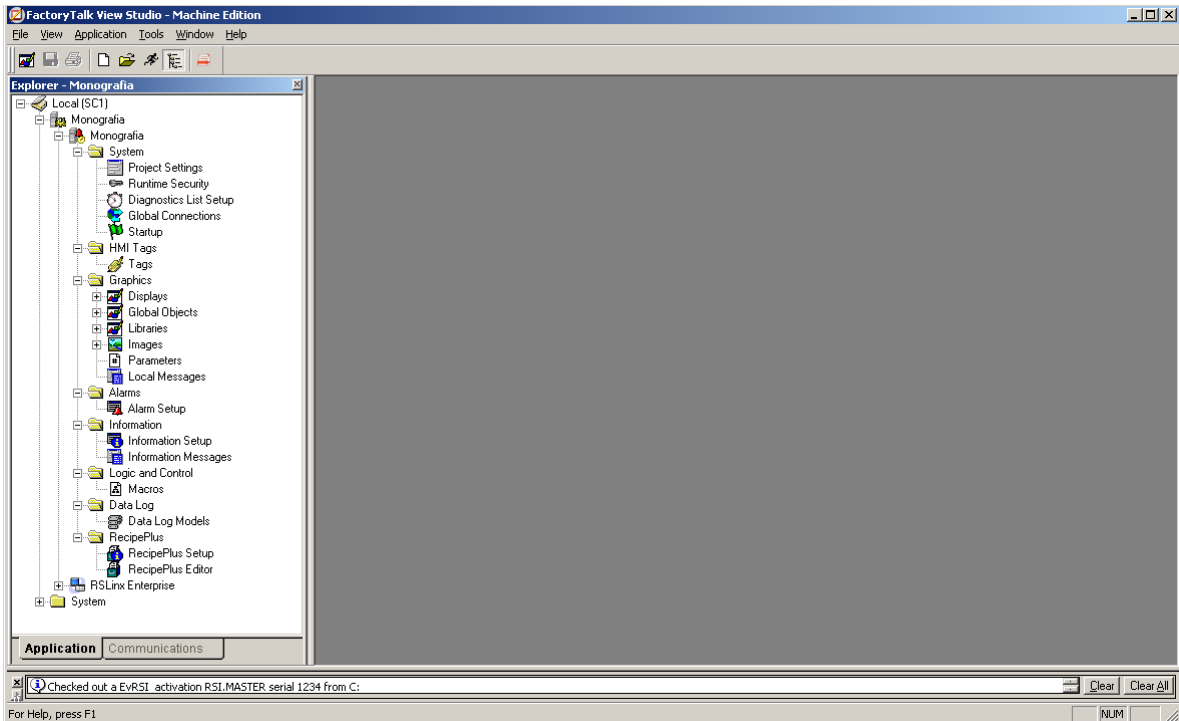 FactoryTalk View Studio - Machine Edition
File View Application Tools Window Help
Explorer - Monografia
Local (SC1)
Monografia
Monografia
System
Project Settings
Runtime Security
Diagnostics List Setup
Global Connections
Startup
HMI Tags
Tags
Graphics
Displays
Global Objects
Libraries
Images
Parameters
Local Messages
Alarms
Alarm Setup
Information
Information Setup
Information Messages
Logic and Control
Macros
Data Log
Data Log Models
RecipePlus
RecipePlus Setup
RecipePlus Editor
RSLinx Enterprise
System
Application Communications
Checked out a EvRSI activation RSI.MASTER serial 1234 from C: Clear Clear All
For Help, press F1 NUM